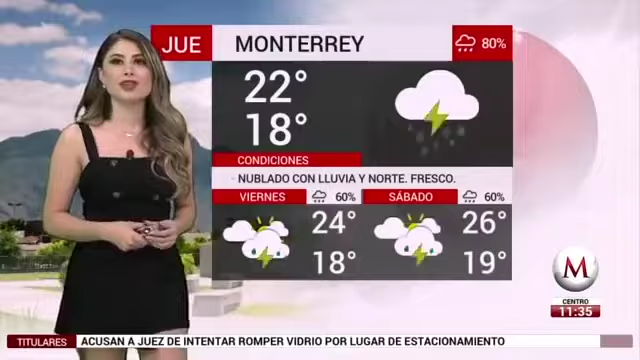 JUE
MONTERREY
80%
22°
18°
CONDICIONES
· NUBLADO CON LLUVIA Y NORTE. FRESCO.
VIERNES
60%
24°
18°
SÁBADO
60%
26°
19°
M
CENTRO
11:35
TITULARES
ACUSAN A JUEZ DE INTENTAR ROMPER VIDRIO POR LUGAR DE ESTACIONAMIENTO